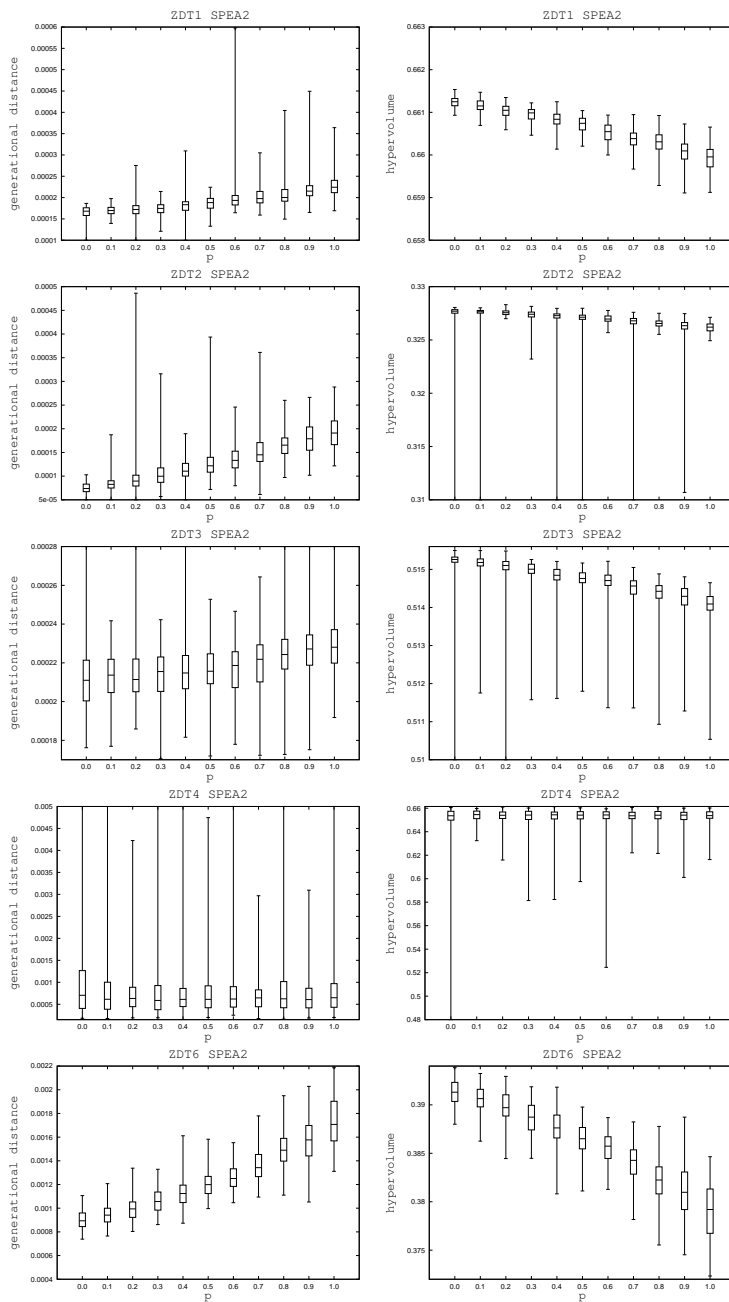 ZDT1 SPEA2
generational distance
0.0006
0.00055
0.0005
0.00045
0.0004
0.00035
0.0003
0.00025
0.0002
0.00015
0.0001
0.0 0.1 0.2 0.3 0.4 0.5 0.6 0.7 0.8 0.9 1.0
p
ZDT1 SPEA2
hypervolume
0.663
0.662
0.661
0.66
0.659
0.658
0.0 0.1 0.2 0.3 0.4 0.5 0.6 0.7 0.8 0.9 1.0
p
ZDT2 SPEA2
generational distance
0.0005
0.00045
0.0004
0.00035
0.0003
0.00025
0.0002
0.00015
0.0001
5e-05
0.0 0.1 0.2 0.3 0.4 0.5 0.6 0.7 0.8 0.9 1.0
p
ZDT2 SPEA2
hypervolume
0.33
0.325
0.32
0.315
0.31
0.0 0.1 0.2 0.3 0.4 0.5 0.6 0.7 0.8 0.9 1.0
p
ZDT3 SPEA2
generational distance
0.00028
0.00026
0.00024
0.00022
0.0002
0.00018
0.0 0.1 0.2 0.3 0.4 0.5 0.6 0.7 0.8 0.9 1.0
p
ZDT3 SPEA2
hypervolume
0.515
0.514
0.513
0.512
0.511
0.51
0.0 0.1 0.2 0.3 0.4 0.5 0.6 0.7 0.8 0.9 1.0
p
ZDT4 SPEA2
generational distance
0.005
0.0045
0.004
0.0035
0.003
0.0025
0.002
0.0015
0.001
0.0005
0.0 0.1 0.2 0.3 0.4 0.5 0.6 0.7 0.8 0.9 1.0
p
ZDT4 SPEA2
hypervolume
0.66
0.64
0.62
0.6
0.58
0.56
0.54
0.52
0.5
0.48
0.0 0.1 0.2 0.3 0.4 0.5 0.6 0.7 0.8 0.9 1.0
p
ZDT6 SPEA2
generational distance
0.0022
0.002
0.0018
0.0016
0.0014
0.0012
0.001
0.0008
0.0006
0.0004
0.0 0.1 0.2 0.3 0.4 0.5 0.6 0.7 0.8 0.9 1.0
p
ZDT6 SPEA2
hypervolume
0.39
0.385
0.38
0.375
0.0 0.1 0.2 0.3 0.4 0.5 0.6 0.7 0.8 0.9 1.0
p